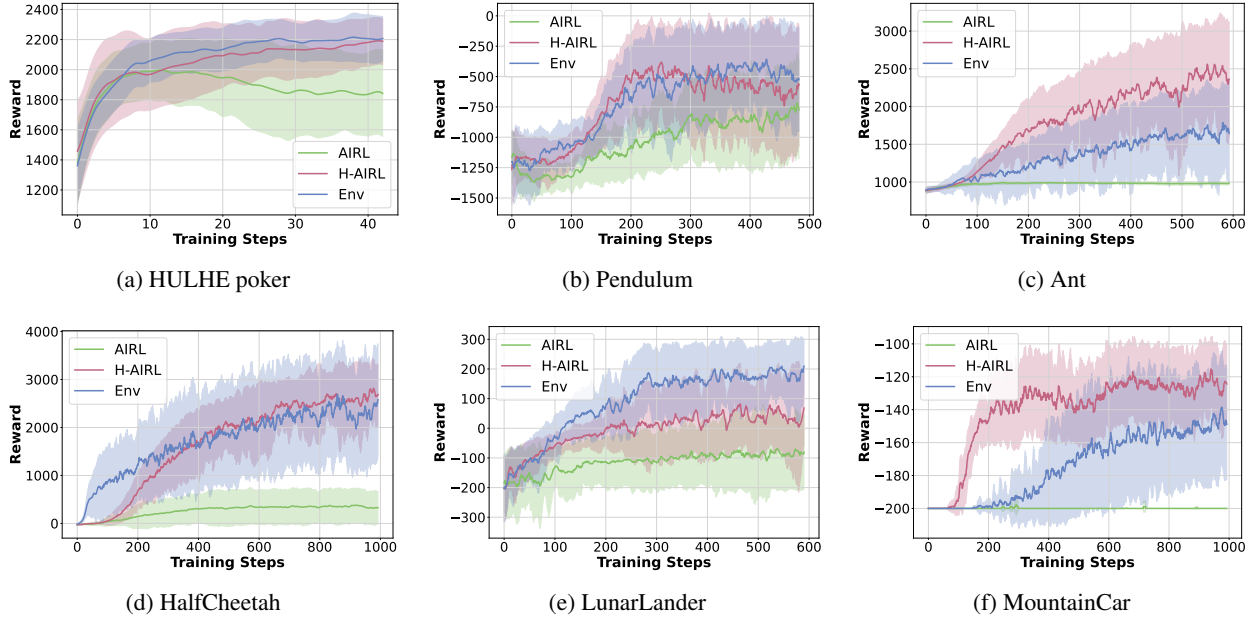 2400
2200
2000
1800
1600
1400
1200
Reward
0 10 20 30 40
Training Steps
AIRL
H-AIRL
Env
(a) HULHE poker
0
−250
−500
−750
−1000
−1250
−1500
Reward
0 100 200 300 400 500
Training Steps
AIRL
H-AIRL
Env
(b) Pendulum
3000
2500
2000
1500
1000
Reward
0 100 200 300 400 500 600
Training Steps
AIRL
H-AIRL
Env
(c) Ant
4000
3000
2000
1000
0
Reward
0 200 400 600 800 1000
Training Steps
AIRL
H-AIRL
Env
(d) HalfCheetah
300
200
100
0
−100
−200
−300
Reward
0 100 200 300 400 500 600
Training Steps
AIRL
H-AIRL
Env
(e) LunarLander
−100
−120
−140
−160
−180
−200
Reward
0 200 400 600 800 1000
Training Steps
AIRL
H-AIRL
Env
(f) MountainCar